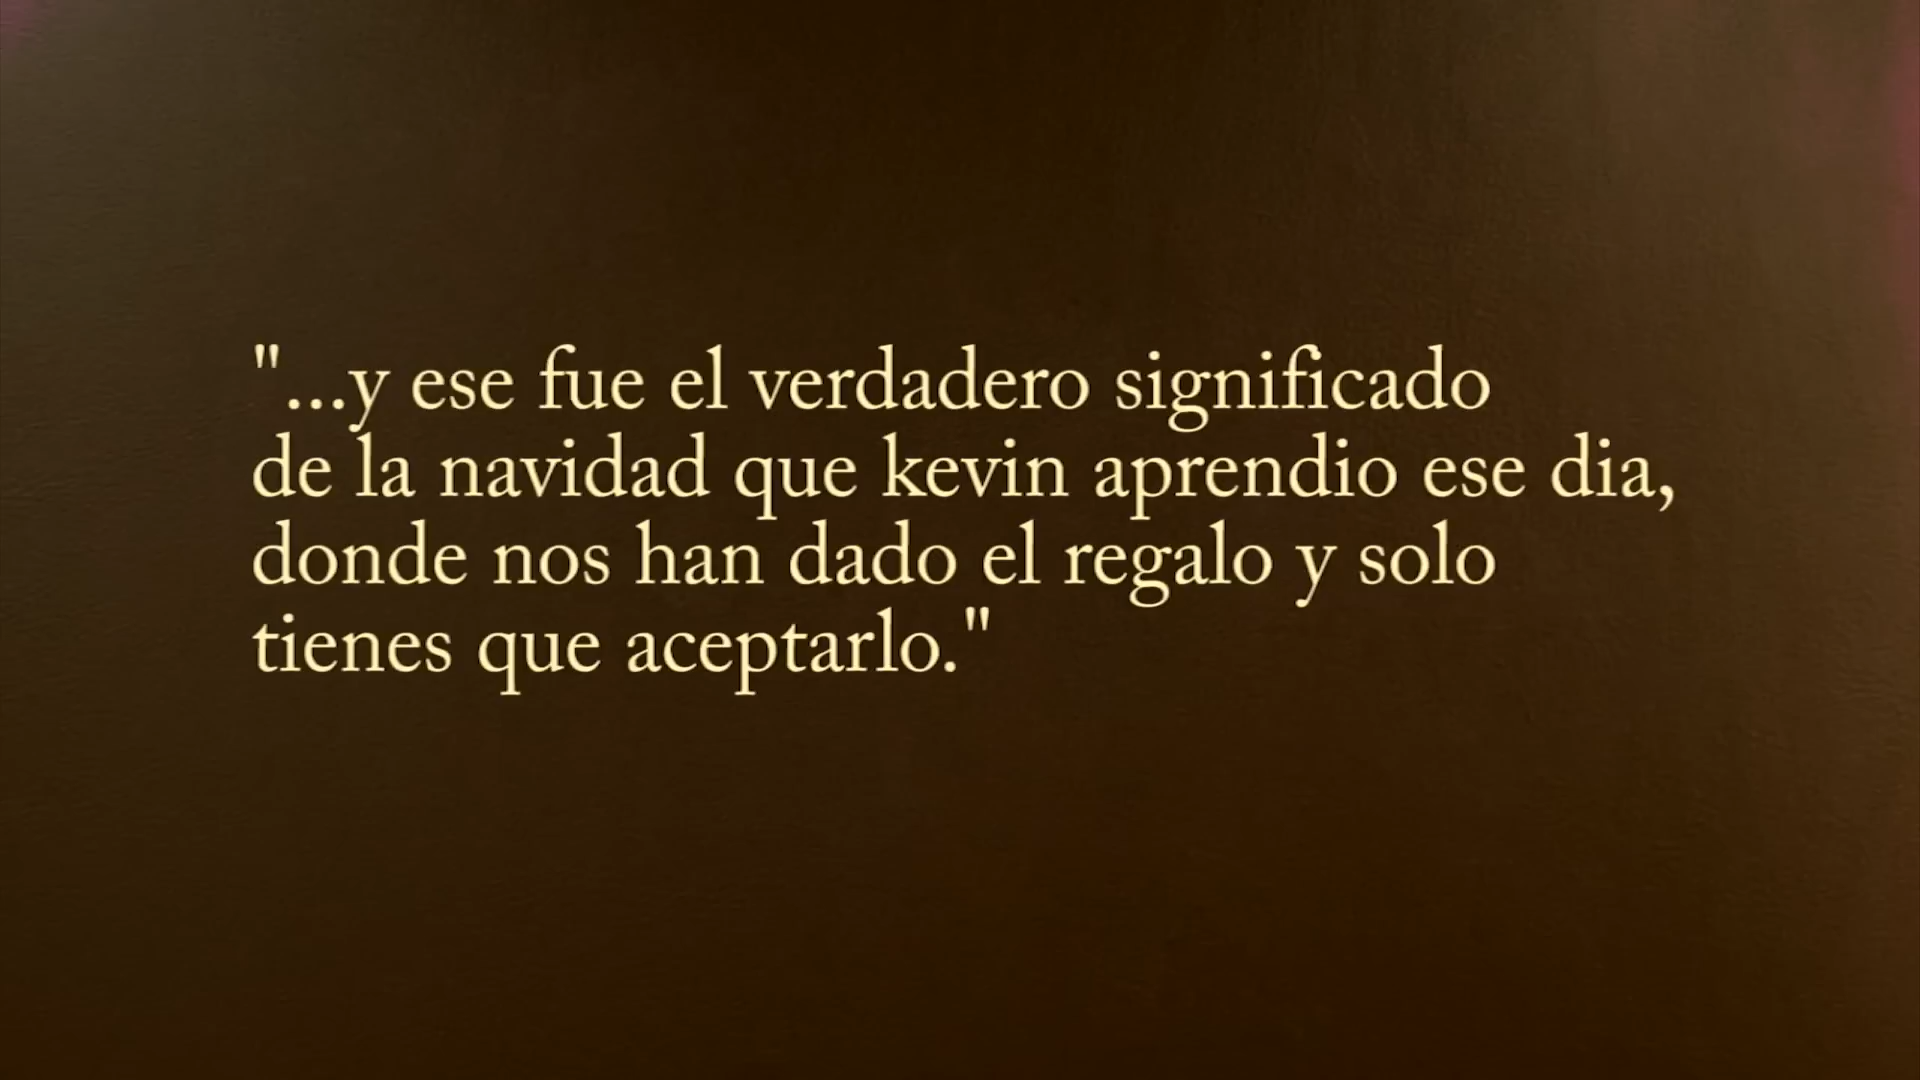 "...y ese fue el verdadero significado
de la navidad que kevin aprendio ese dia,
donde nos han dado el regalo y solo
tienes que aceptarlo."